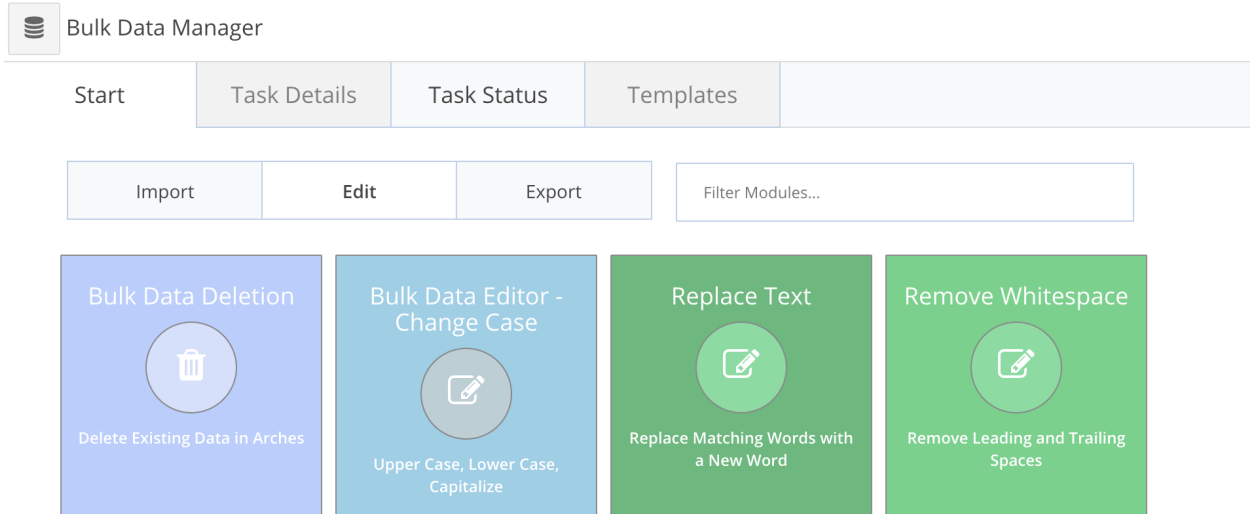 Bulk Data Manager
Start Task Details Task Status Templates
Import Edit Export Filter Modules...
Bulk Data Deletion
Delete Existing Data in Arches
Bulk Data Editor -
Change Case
Upper Case, Lower Case,
Capitalize
Replace Text
Replace Matching Words with
a New Word
Remove Whitespace
Remove Leading and Trailing
Spaces